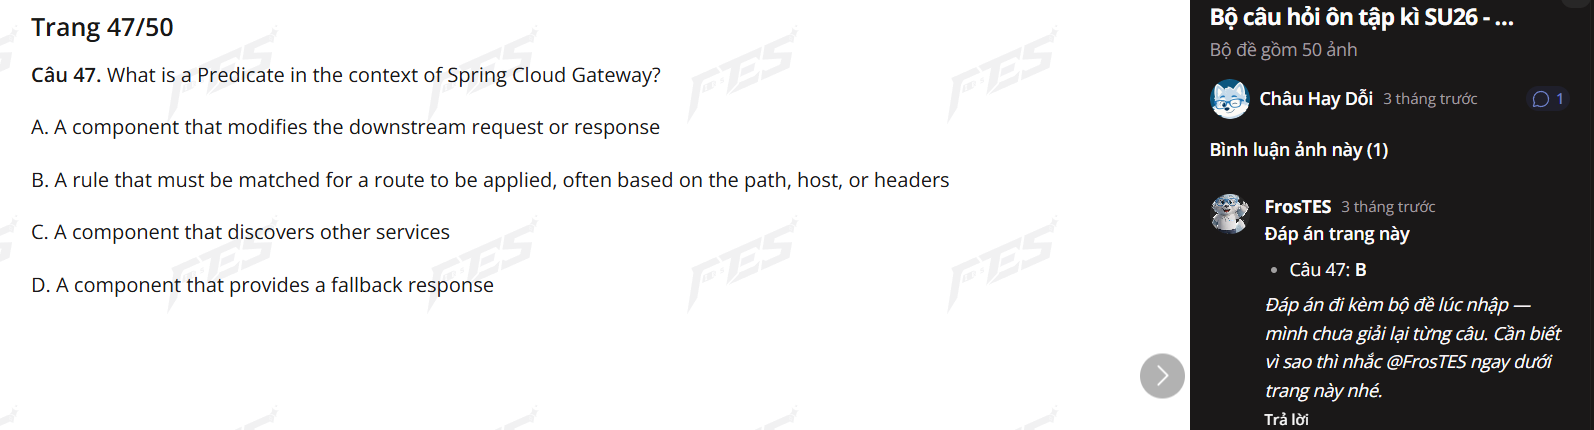 Trang 47/50
Câu 47. What is a Predicate in the context of Spring Cloud Gateway?
A. A component that modifies the downstream request or response
B. A rule that must be matched for a route to be applied, often based on the path, host, or headers
C. A component that discovers other services
D. A component that provides a fallback response
Bộ câu hỏi ôn tập kì SU26 - ...
Bộ đề gồm 50 ảnh
Châu Hay Dỗi 3 tháng trước 1
Bình luận ảnh này (1)
FrosTES 3 tháng trước
Đáp án trang này
• Câu 47: B
Đáp án đi kèm bộ đề lúc nhập —
mình chưa giải lại từng câu. Cần biết
vì sao thì nhắc @FrosTES ngay dưới
trang này nhé.
Trả lời